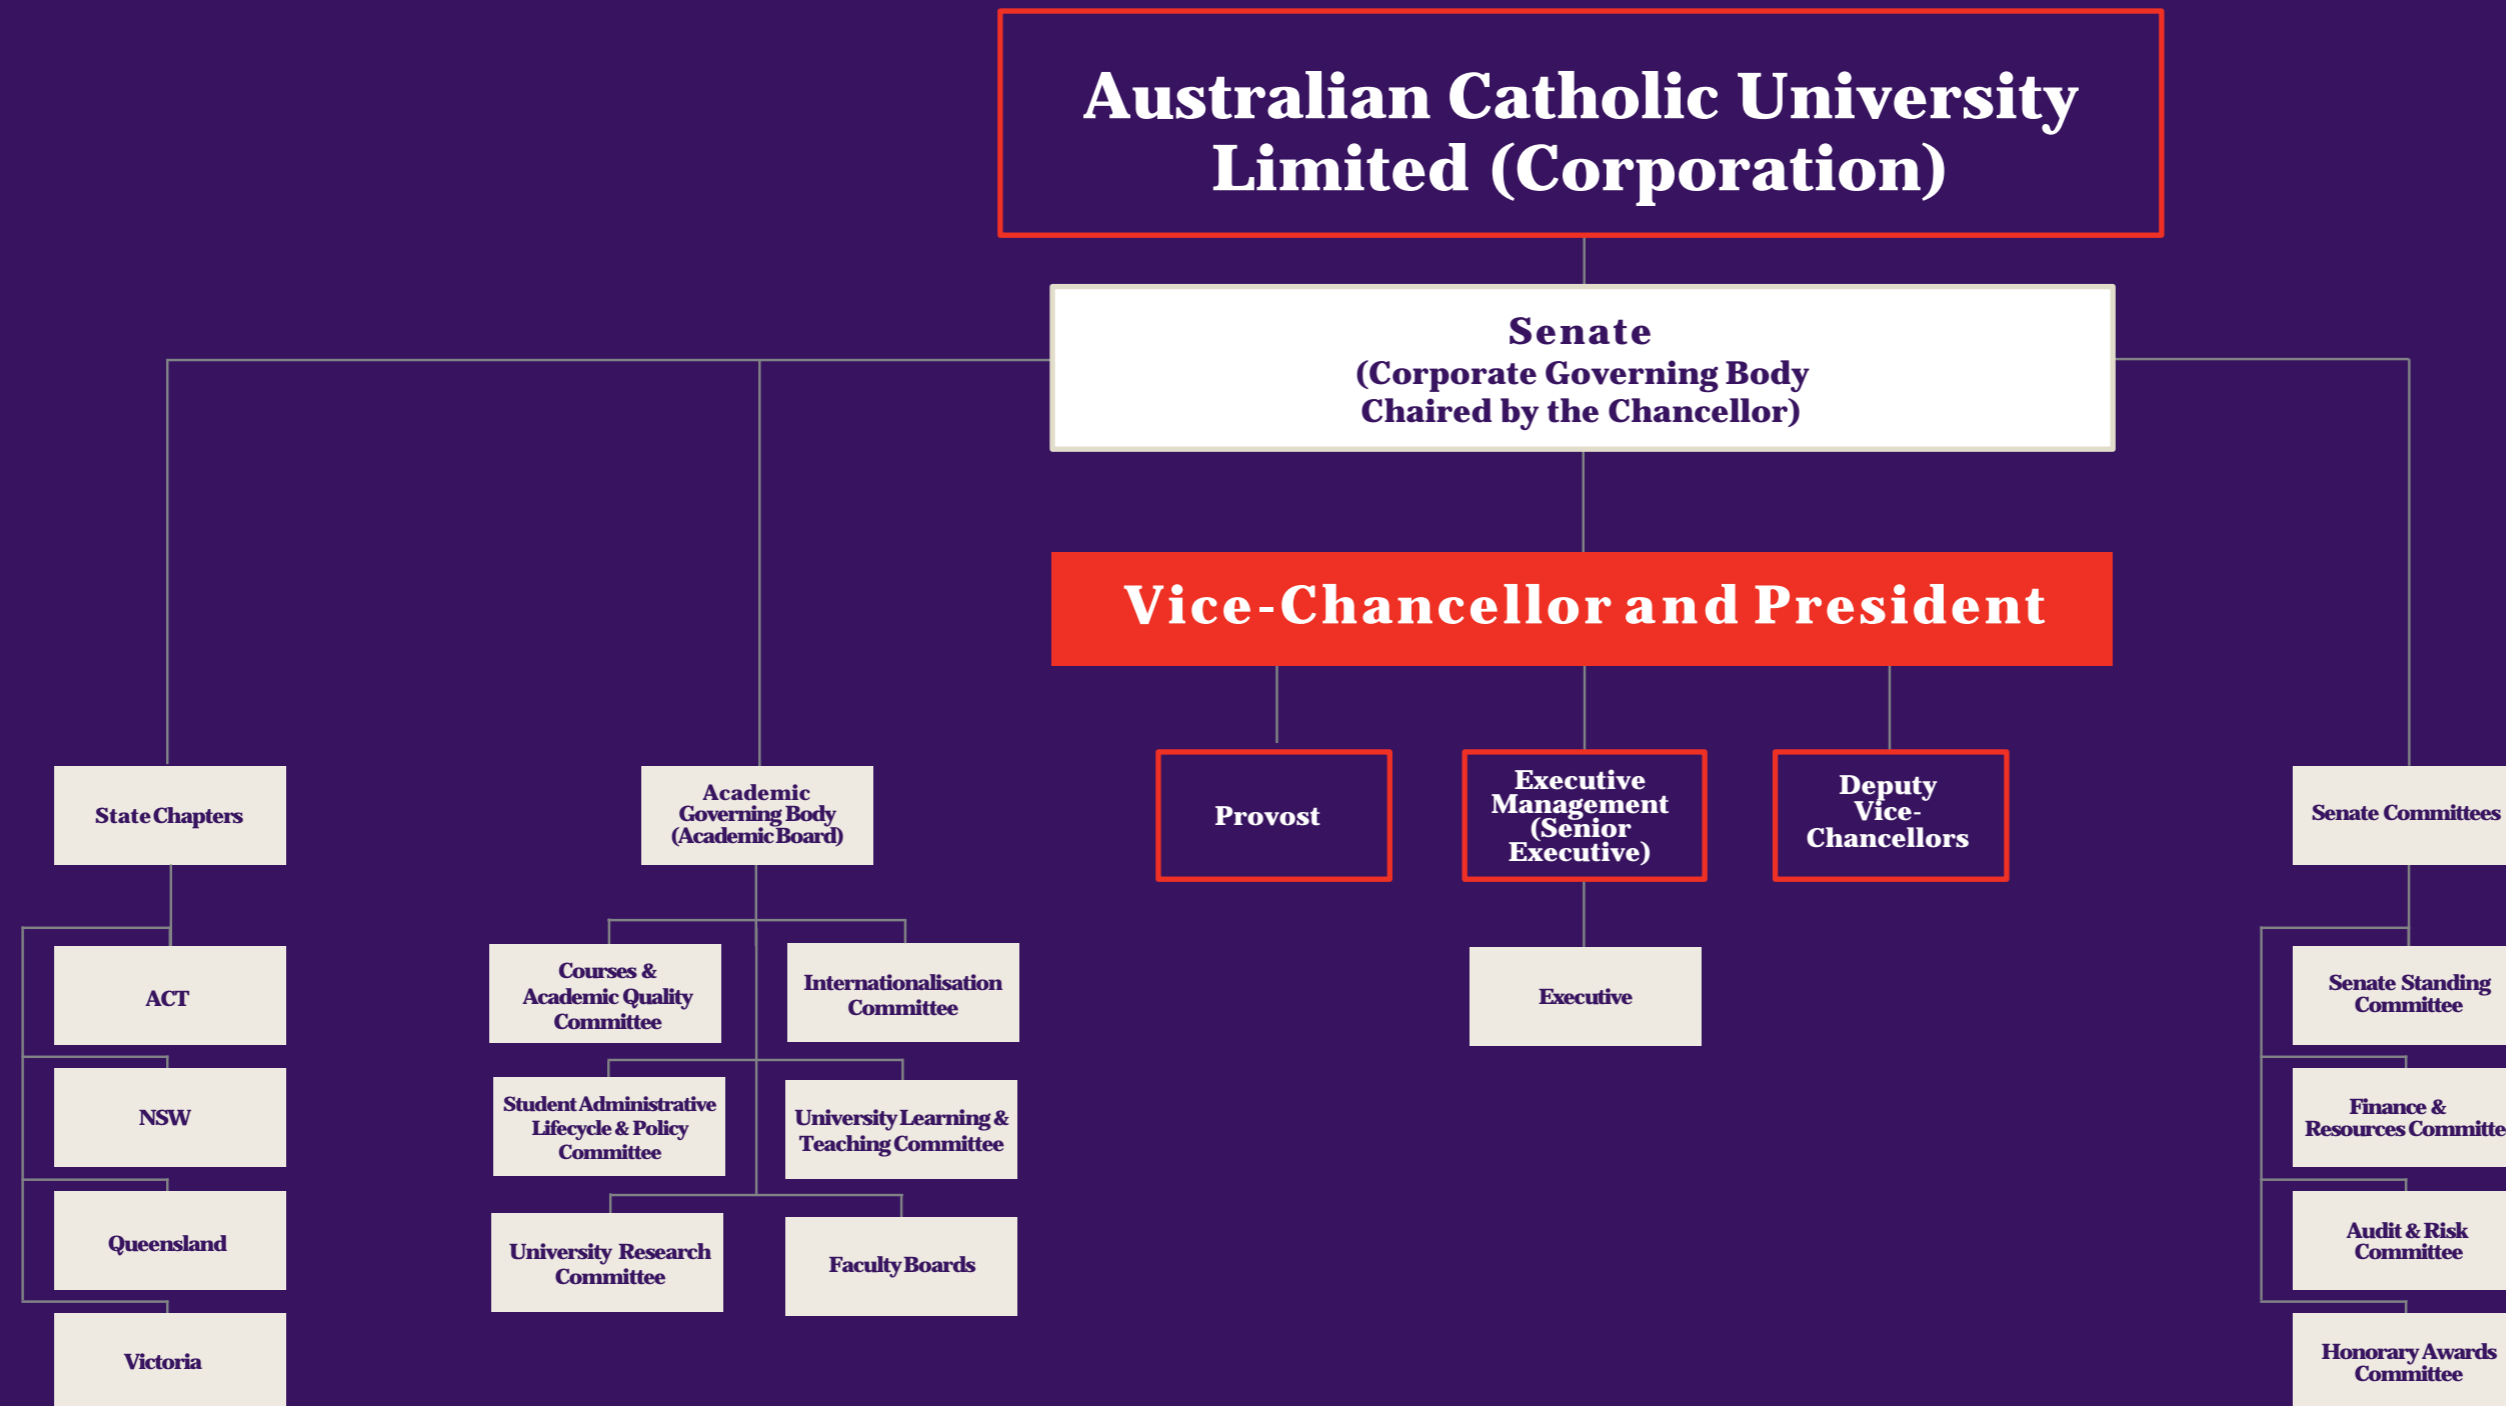 Australian Catholic University
Limited (Corporation)
Senate
(Corporate Governing Body
Chaired by the Chancellor)
Vice-Chancellor and President
State Chapters
Academic
Governing Body
(Academic Board)
Provost
Executive
Management
(Senior
Executive)
Deputy
Vice-
Chancellors
Senate Committees
ACT
Courses &
Academic Quality
Committee
Internationalisation
Committee
Executive
Senate Standing
Committee
NSW
Student Administrative
Lifecycle & Policy
Committee
University Learning &
Teaching Committee
Finance &
Resources Committe
Queensland
University Research
Committee
Faculty Boards
Audit & Risk
Committee
Victoria
Honorary Awards
Committee